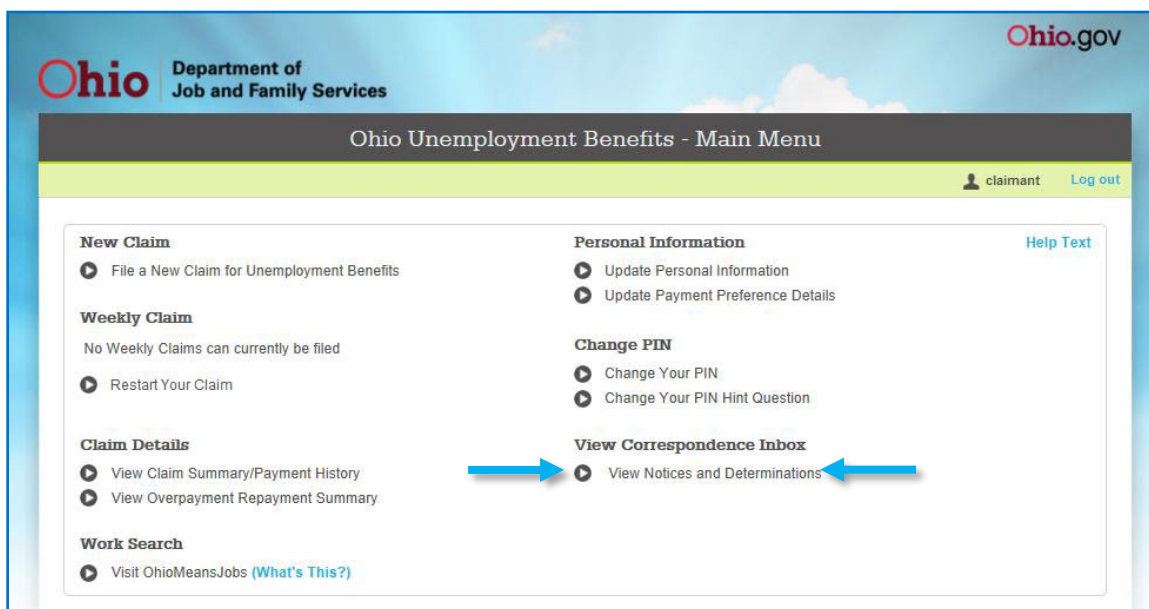 Ohio.gov
Ohio Department of
Job and Family Services
Ohio Unemployment Benefits - Main Menu
claimant Log out
New Claim
File a New Claim for Unemployment Benefits
Weekly Claim
No Weekly Claims can currently be filed
Restart Your Claim
Claim Details
View Claim Summary/Payment History
View Overpayment Repayment Summary
Work Search
Visit OhioMeansJobs (What's This?)
Personal Information
Update Personal Information
Update Payment Preference Details
Change PIN
Change Your PIN
Change Your PIN Hint Question
View Correspondence Inbox
View Notices and Determinations
Help Text